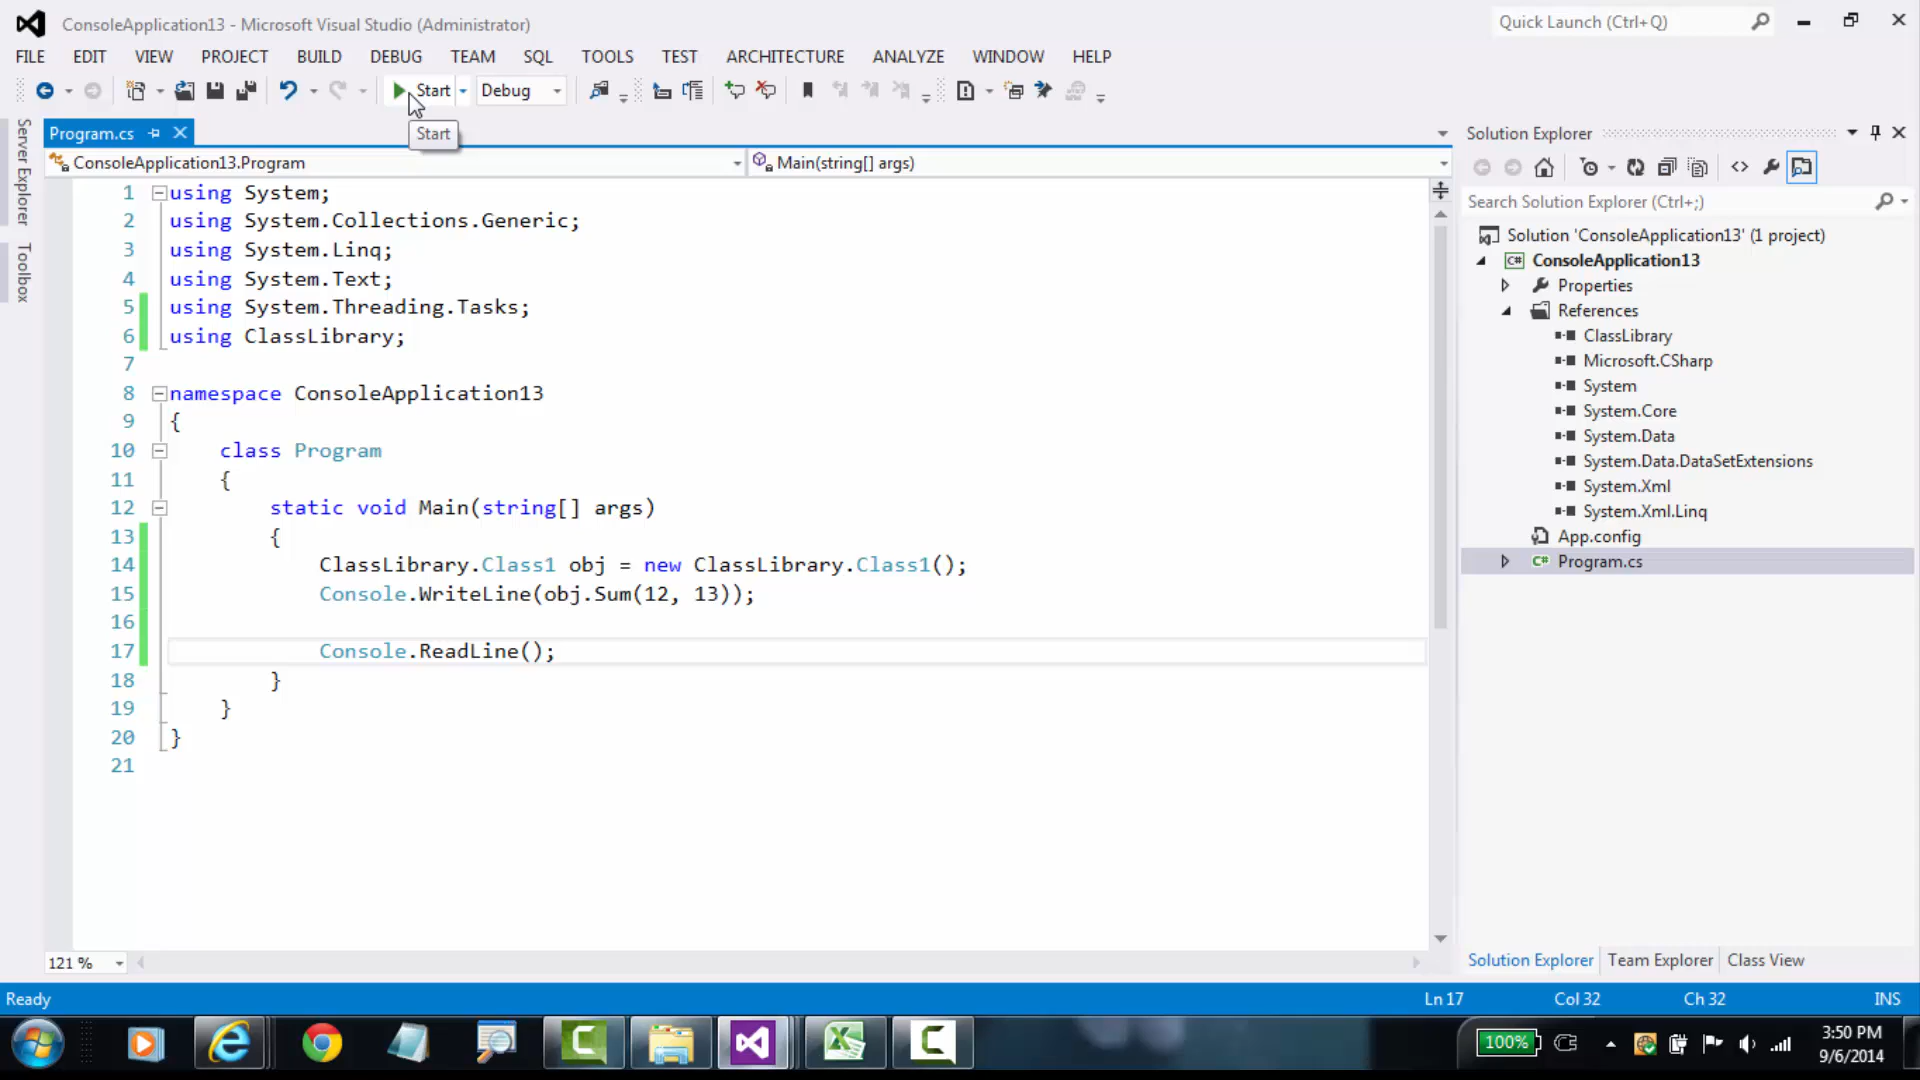 ConsoleApplication13 - Microsoft Visual Studio (Administrator)
Quick Launch (Ctrl+Q)
FILE EDIT VIEW PROJECT BUILD DEBUG TEAM SQL TOOLS TEST ARCHITECTURE ANALYZE WINDOW HELP
Start Debug
Start
Server Explorer
Toolbox
Program.cs
ConsoleApplication13.Program
Main(string[] args)
1 using System;
2 using System.Collections.Generic;
3 using System.Linq;
4 using System.Text;
5 using System.Threading.Tasks;
6 using ClassLibrary;
7
8 namespace ConsoleApplication13
9 {
10 class Program
11 {
12 static void Main(string[] args)
13 {
14 ClassLibrary.Class1 obj = new ClassLibrary.Class1();
15 Console.WriteLine(obj.Sum(12, 13));
16
17 Console.ReadLine();
18 }
19 }
20 }
21
121 %
Solution Explorer
Search Solution Explorer (Ctrl+;)
Solution 'ConsoleApplication13' (1 project)
C# ConsoleApplication13
Properties
References
ClassLibrary
Microsoft.CSharp
System
System.Core
System.Data
System.Data.DataSetExtensions
System.Xml
System.Xml.Linq
App.config
C# Program.cs
Solution Explorer Team Explorer Class View
Ready
Ln 17 Col 32 Ch 32 INS
100%
3:50 PM
9/6/2014